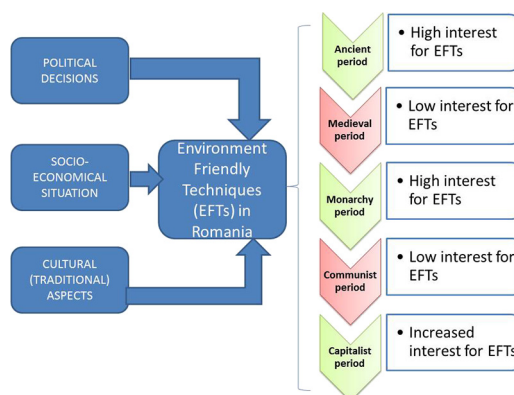 POLITICAL
DECISIONS
SOCIO-
ECONOMICAL
SITUATION
CULTURAL
(TRADITIONAL)
ASPECTS
Environment
Friendly
Techniques
(EFTs) in
Romania
Ancient
period
• High interest
for EFTs
Medieval
period
• Low interest for
EFTs
Monarchy
period
• High interest
for EFTs
Communist
period
• Low interest for
EFTs
Capitalist
period
• Increased
interest for EFTs